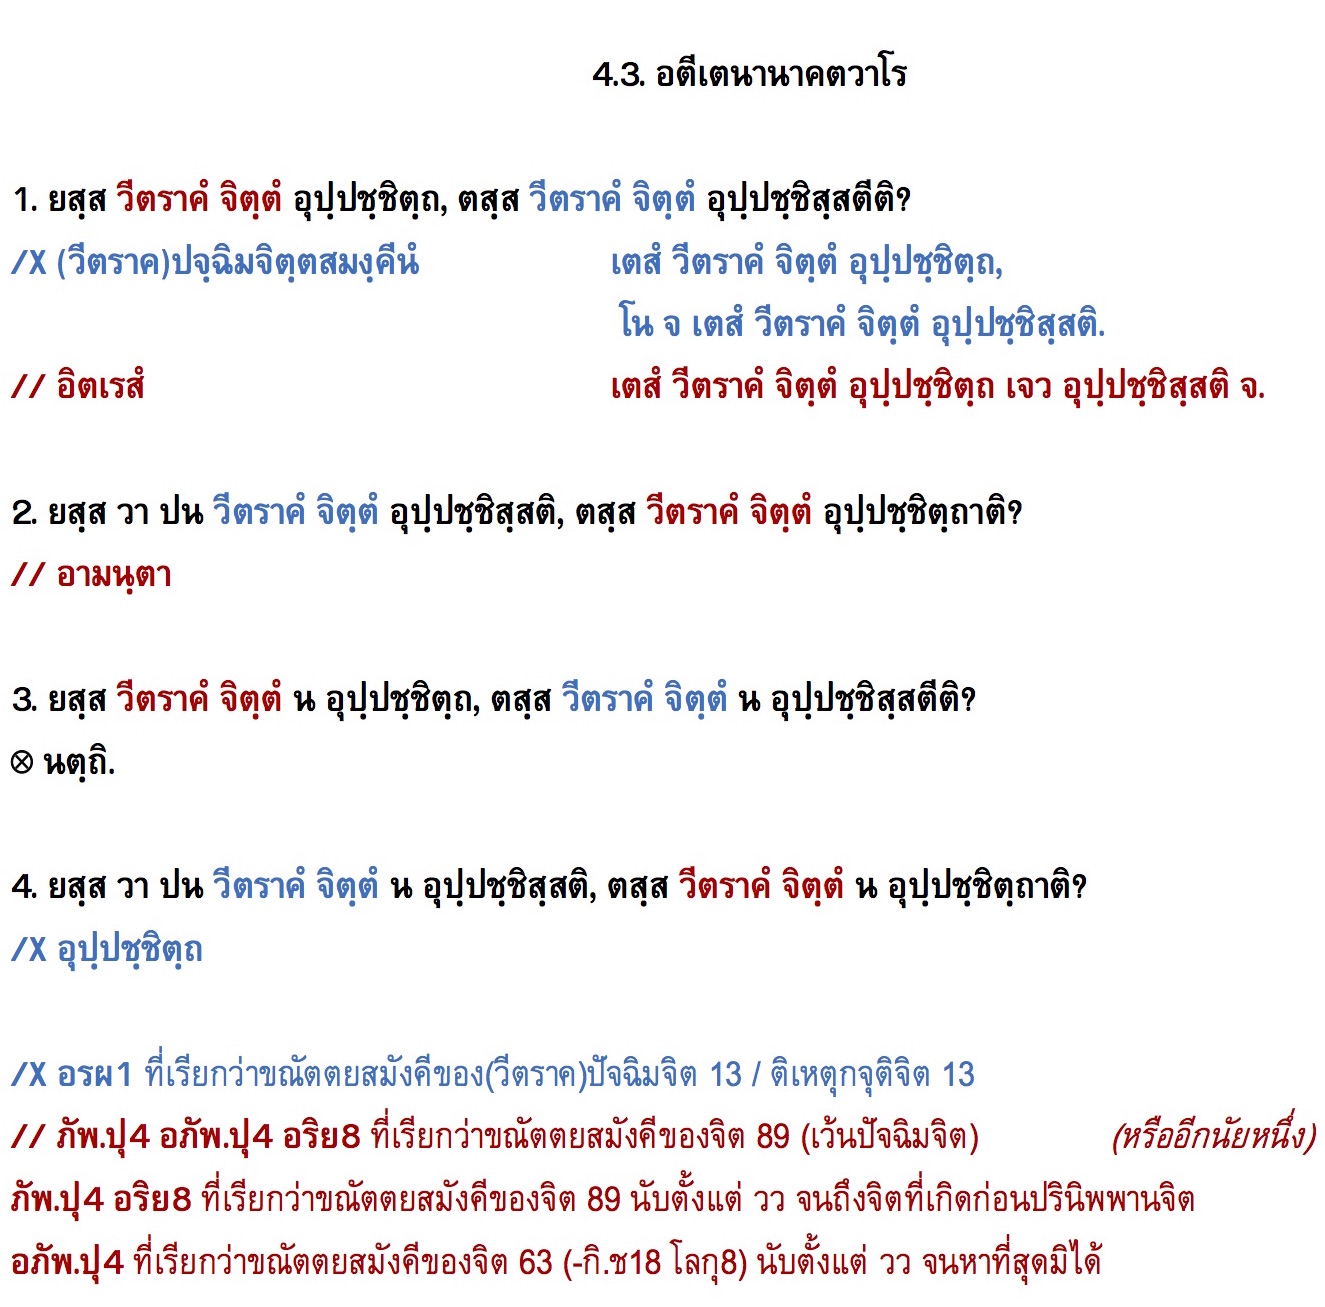 4.3. อตีเตนานาคตวาโร
1. ยสฺส วีตราคํ จิตฺตํ อุปฺปชฺชิตฺถ, ตสฺส วีตราคํ จิตฺตํ อุปฺปชฺชิสฺสตีติ?
/X (วีตราค)ปจฺฉิมจิตฺตสมงฺคีนํ เตสํ วีตราคํ จิตฺตํ อุปฺปชฺชิตฺถ,
โน จ เตสํ วีตราคํ จิตฺตํ อุปฺปชฺชิสฺสติ.
// อิตเรสํ เตสํ วีตราคํ จิตฺตํ อุปฺปชฺชิตฺถ เจว อุปฺปชฺชิสฺสติ จ.
2. ยสฺส วา ปน วีตราคํ จิตฺตํ อุปฺปชฺชิสฺสติ, ตสฺส วีตราคํ จิตฺตํ อุปฺปชฺชิตฺถาติ?
// อามนฺตา
3. ยสฺส วีตราคํ จิตฺตํ น อุปฺปชฺชิตฺถ, ตสฺส วีตราคํ จิตฺตํ น อุปฺปชฺชิสฺสตีติ?
⊗ นตฺถิ.
4. ยสฺส วา ปน วีตราคํ จิตฺตํ น อุปฺปชฺชิสฺสติ, ตสฺส วีตราคํ จิตฺตํ น อุปฺปชฺชิตฺถาติ?
/X อุปฺปชฺชิตฺถ
/X อรผ1 ที่เรียกว่าขณัตตยสมังคีของ(วีตราค)ปัจฉิมจิต 13 / ติเหตุกจุติจิต 13
// ภัพ.ปุ4 อภัพ.ปุ4 อริย8 ที่เรียกว่าขณัตตยสมังคีของจิต 89 (เว้นปัจฉิมจิต) (หรืออีกนัยหนึ่ง)
ภัพ.ปุ4 อริย8 ที่เรียกว่าขณัตตยสมังคีของจิต 89 นับตั้งแต่ วว จนถึงจิตที่เกิดก่อนปรินิพพานจิต
อภัพ.ปุ4 ที่เรียกว่าขณัตตยสมังคีของจิต 63 (-กิ.ช18 โลกุ8) นับตั้งแต่ วว จนหาที่สุดมิได้